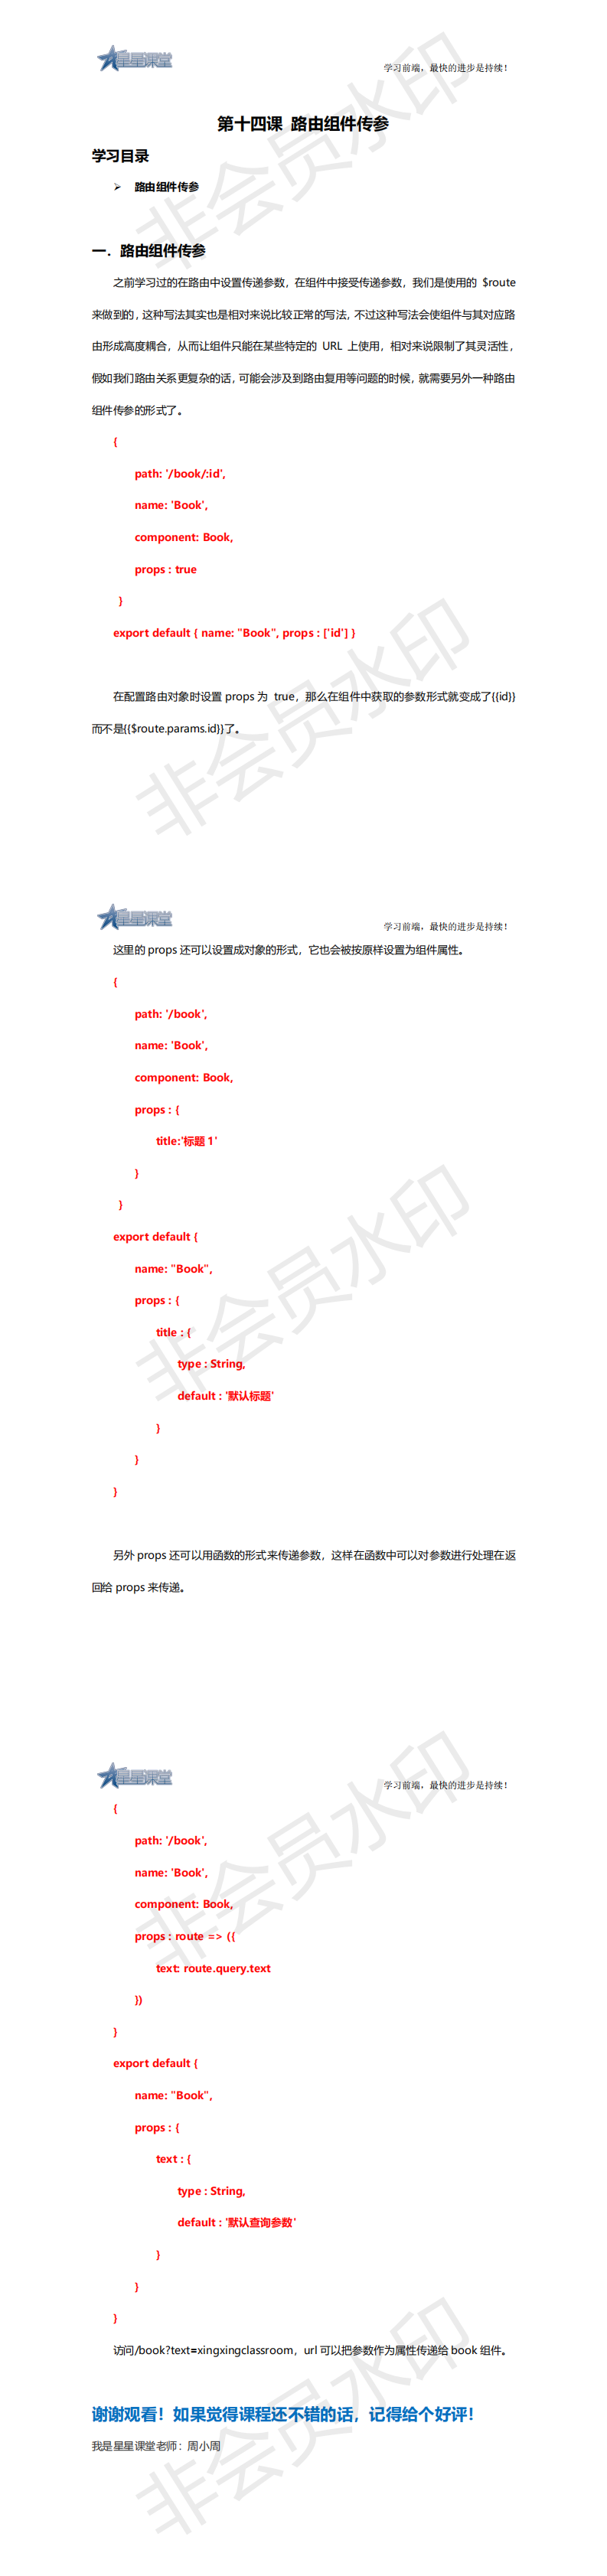 星星课堂
学习前端，最快的进步是持续！
第十四课 路由组件传参
学习目录
➢ 路由组件传参
一．路由组件传参
之前学习过的在路由中设置传递参数，在组件中接受传递参数，我们是使用的 $route
来做到的，这种写法其实也是相对来说比较正常的写法，不过这种写法会使组件与其对应路
由形成高度耦合，从而让组件只能在某些特定的 URL 上使用，相对来说限制了其灵活性，
假如我们路由关系更复杂的话，可能会涉及到路由复用等问题的时候，就需要另外一种路由
组件传参的形式了。
{
path: '/book/:id',
name: 'Book',
component: Book,
props : true
}
export default { name: "Book", props : ['id'] }
在配置路由对象时设置 props 为 true，那么在组件中获取的参数形式就变成了{{id}}
而不是{{$route.params.id}}了。
非会员水印
非会员水印
星星课堂
学习前端，最快的进步是持续！
这里的 props 还可以设置成对象的形式，它也会被按原样设置为组件属性。
{
path: '/book',
name: 'Book',
component: Book,
props : {
title:'标题 1'
}
}
export default {
name: "Book",
props : {
title : {
type : String,
default : '默认标题'
}
}
}
另外 props 还可以用函数的形式来传递参数，这样在函数中可以对参数进行处理在返
回给 props 来传递。
非会员水印
星星课堂
学习前端，最快的进步是持续！
{
path: '/book',
name: 'Book',
component: Book,
props : route => ({
text: route.query.text
})
}
export default {
name: "Book",
props : {
text : {
type : String,
default : '默认查询参数'
}
}
}
访问/book?text=xingxingclassroom，url 可以把参数作为属性传递给 book 组件。
谢谢观看！如果觉得课程还不错的话，记得给个好评！
我是星星课堂老师：周小周
非会员水印
非会员水印